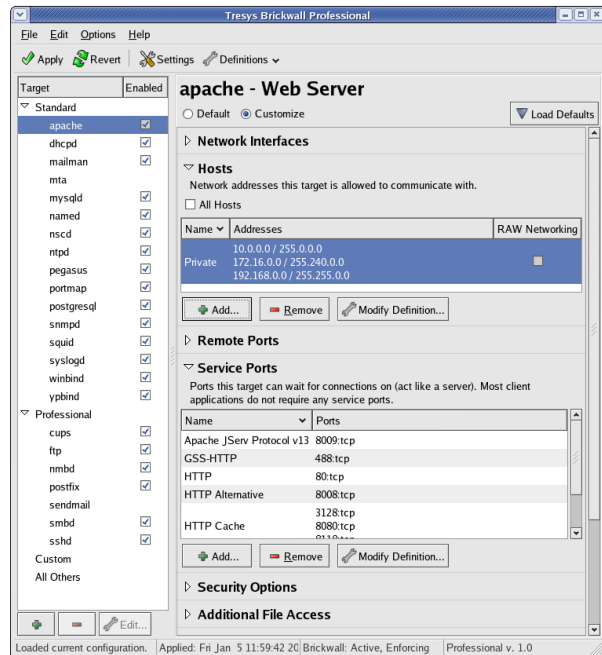 Tresys Brickwall Professional
File Edit Options Help
Apply Revert Settings Definitions
Target Enabled
Standard
apache
dhcpd
mailman
mta
mysqld
named
nscd
ntpd
pegasus
portmap
postgresql
snmpd
squid
syslogd
winbind
ypbind
Professional
cups
ftp
nmbd
postfix
sendmail
smbd
sshd
Custom
All Others
Edit...
apache - Web Server
Default Customize Load Defaults
Network Interfaces
Hosts
Network addresses this target is allowed to communicate with.
All Hosts
Name Addresses RAW Networking
10.0.0.0 / 255.0.0.0
Private 172.16.0.0 / 255.240.0.0
192.168.0.0 / 255.255.0.0
Add... Remove Modify Definition...
Remote Ports
Service Ports
Ports this target can wait for connections on (act like a server). Most client
applications do not require any service ports.
Name Ports
Apache JServ Protocol v13 8009:tcp
GSS-HTTP 488:tcp
HTTP 80:tcp
HTTP Alternative 8008:tcp
3128:tcp
HTTP Cache 8080:tcp
Add... Remove Modify Definition...
Security Options
Additional File Access
Loaded current configuration. Applied: Fri Jan 5 11:59:42 20 Brickwall: Active, Enforcing Professional v. 1.0